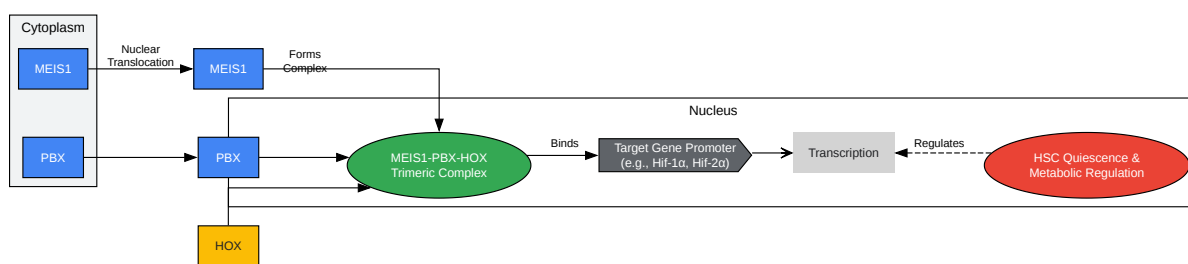 Cytoplasm
MEIS1
Nuclear
Translocation
MEIS1
Forms
Complex
Nucleus
PBX
PBX
MEIS1-PBX-HOX
Trimeric Complex
Binds
Target Gene Promoter
(e.g., Hif-1α, Hif-2α)
Transcription
Regulates
HSC Quiescence &
Metabolic Regulation
HOX